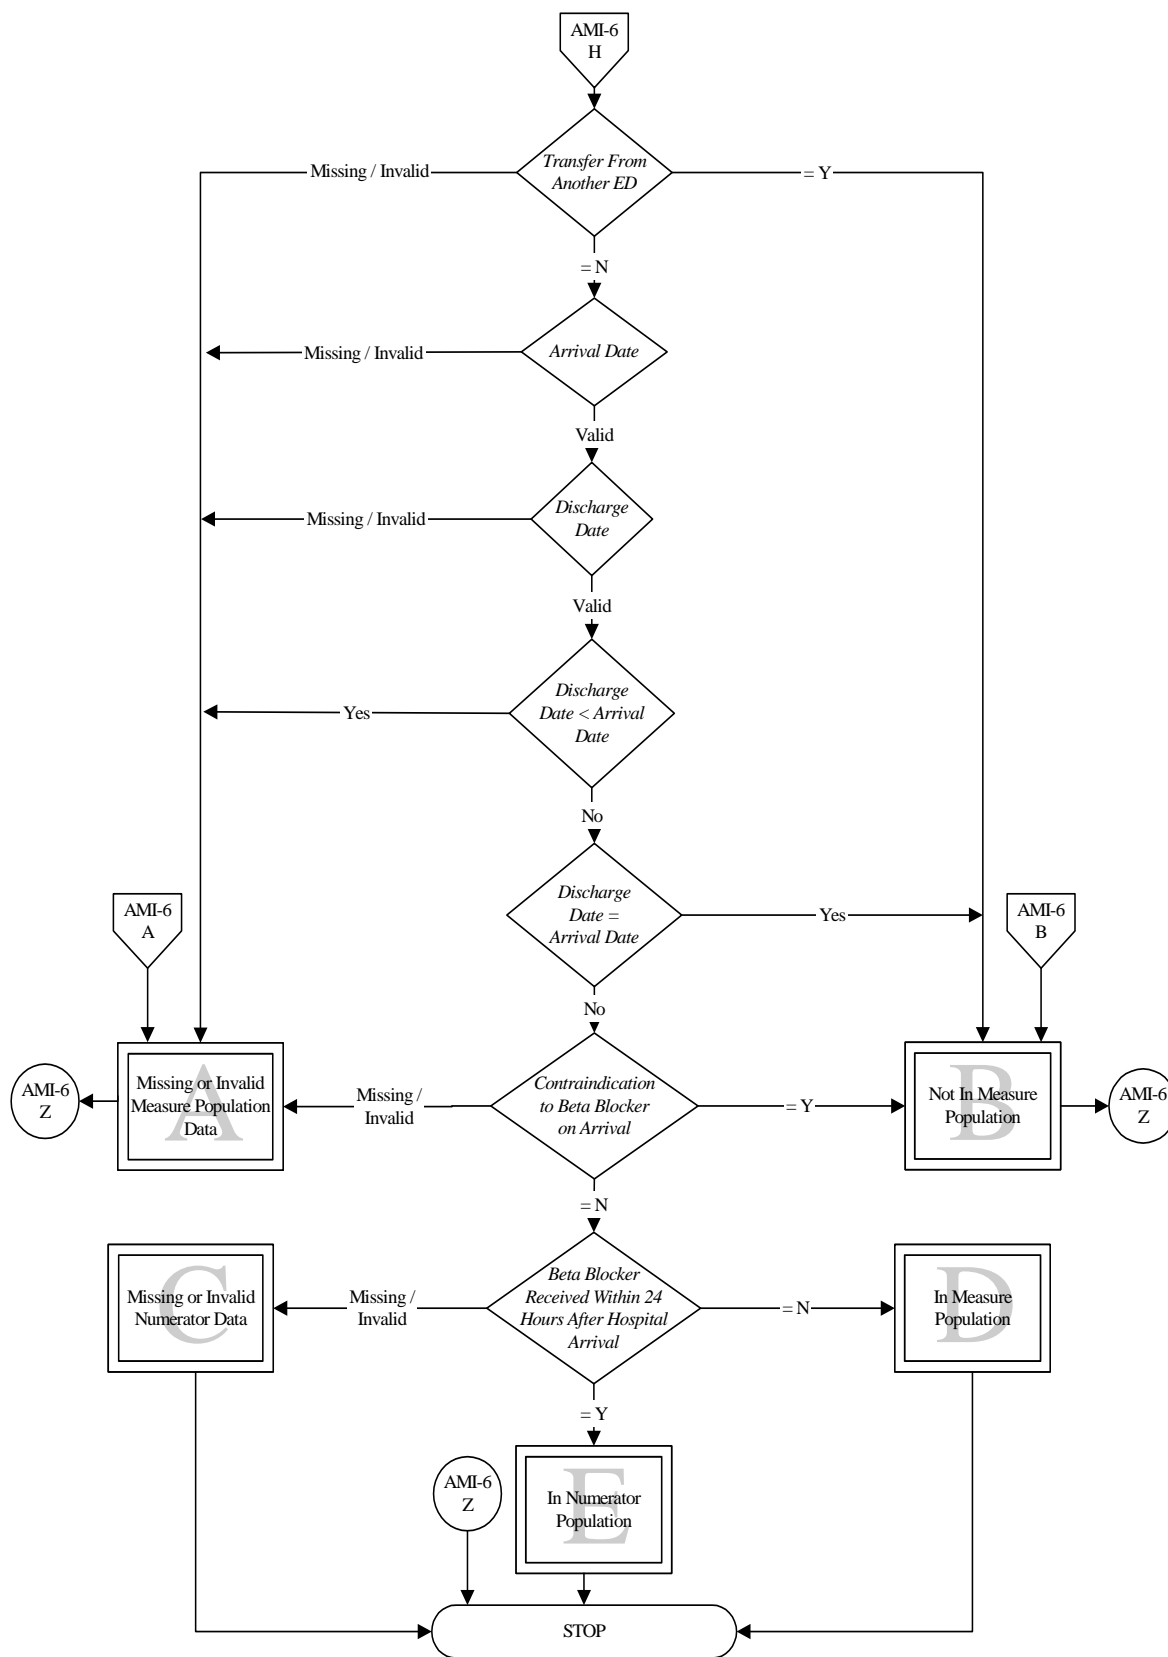 AMI-6
H
Transfer From
Another ED
Missing / Invalid
= Y
= N
Arrival Date
Missing / Invalid
Valid
Discharge
Date
Missing / Invalid
Valid
Discharge
Date < Arrival
Date
Yes
No
Discharge
Date =
Arrival Date
Yes
AMI-6
A
AMI-6
B
No
AMI-6
Z
A
Missing or Invalid
Measure Population
Data
Missing /
Invalid
Contraindication
to Beta Blocker
on Arrival
= Y
B
Not In Measure
Population
AMI-6
Z
= N
C
Missing or Invalid
Numerator Data
Missing /
Invalid
Beta Blocker
Received Within 24
Hours After Hospital
Arrival
= N
D
In Measure
Population
= Y
AMI-6
Z
E
In Numerator
Population
STOP